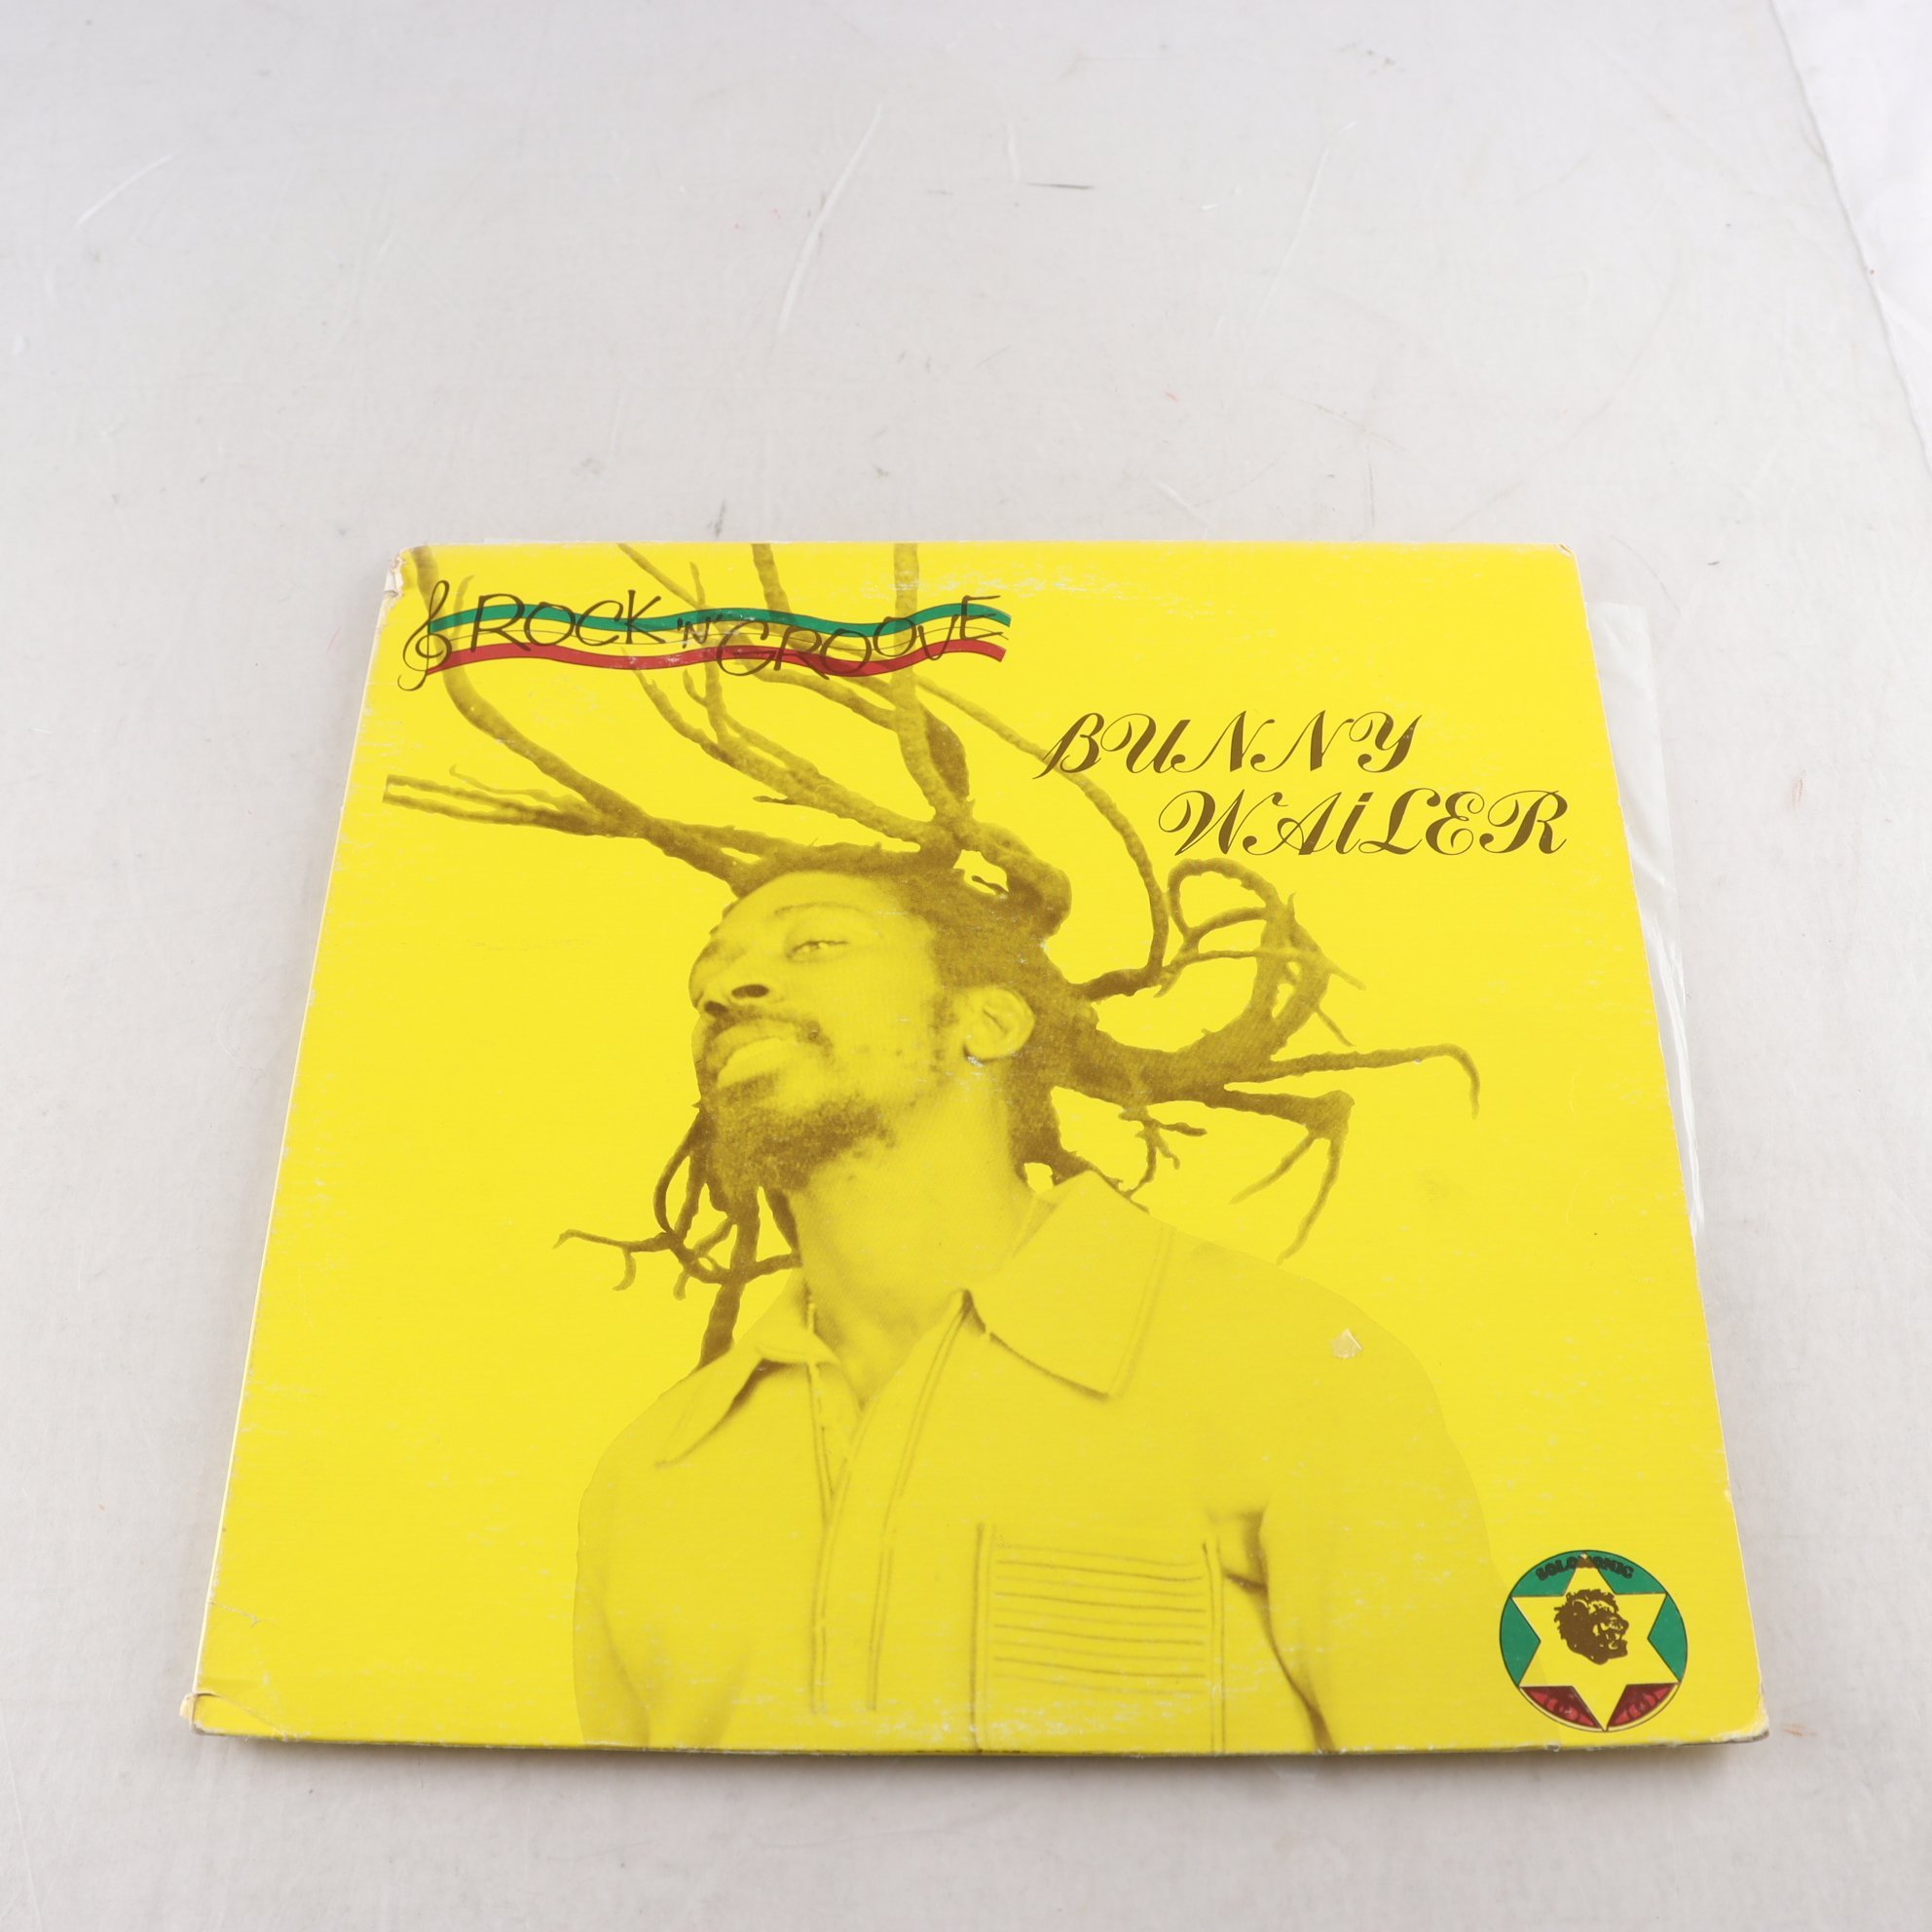 ROCK 'N' GROOVE
BUNNY
WAiLER
SOLOMONIC